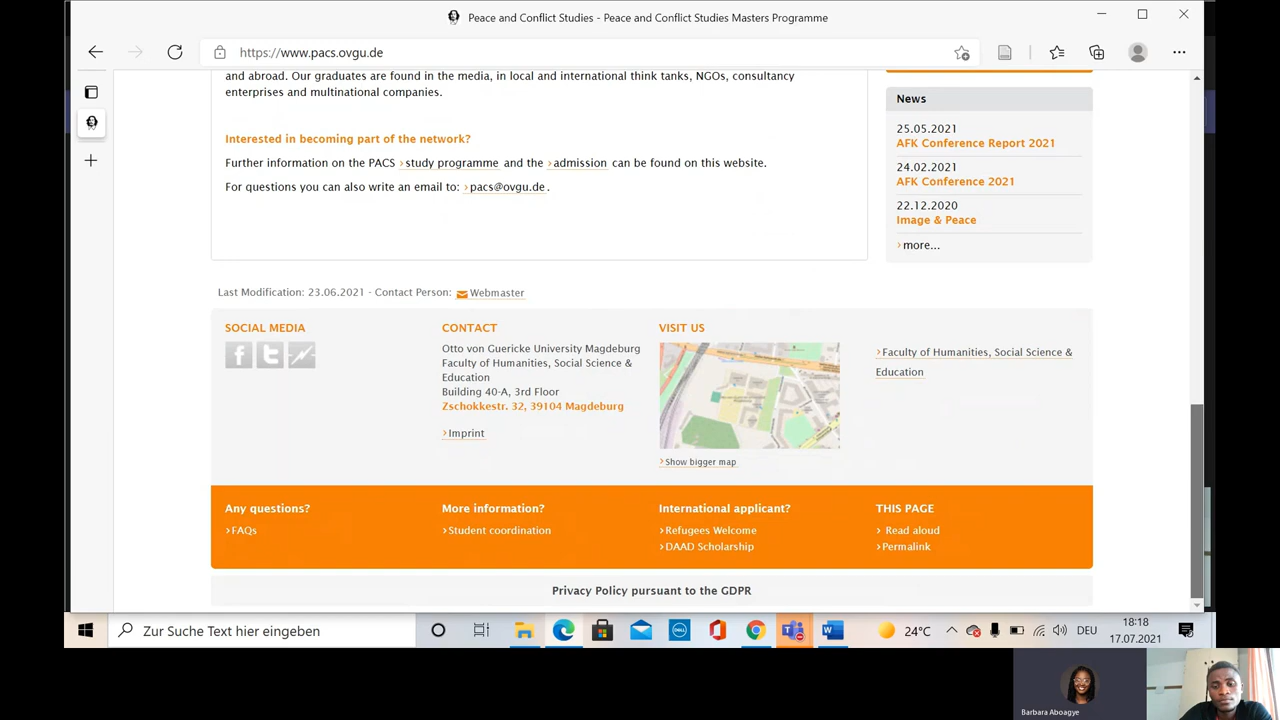 Peace and Conflict Studies - Peace and Conflict Studies Masters Programme
https://www.pacs.ovgu.de
and abroad. Our graduates are found in the media, in local and international think tanks, NGOs, consultancy
enterprises and multinational companies.
Interested in becoming part of the network?
Further information on the PACS ›study programme and the ›admission can be found on this website.
For questions you can also write an email to: ›pacs@ovgu.de.
News
25.05.2021
AFK Conference Report 2021
24.02.2021
AFK Conference 2021
22.12.2020
Image & Peace
›more...
Last Modification: 23.06.2021 - Contact Person: Webmaster
SOCIAL MEDIA
CONTACT
Otto von Guericke University Magdeburg
Faculty of Humanities, Social Science &
Education
Building 40-A, 3rd Floor
Zschokkestr. 32, 39104 Magdeburg
›Imprint
VISIT US
›Show bigger map
›Faculty of Humanities, Social Science &
Education
Any questions?
›FAQs
More information?
›Student coordination
International applicant?
›Refugees Welcome
›DAAD Scholarship
THIS PAGE
› Read aloud
›Permalink
Privacy Policy pursuant to the GDPR
Zur Suche Text hier eingeben
DELL
24°C
DEU
18:18
17.07.2021
Barbara Aboagye